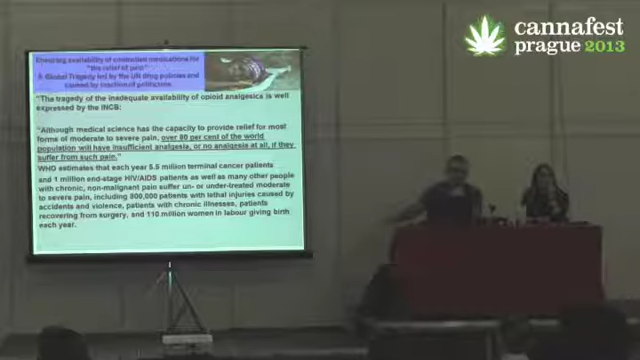 cannafest
prague 2013
Ensuring availability of controlled medications for
"the relief of pain"
A Global Tragedy led by the UN drug policies and
caused by inaction of politicians.
"The tragedy of the inadequate availability of opioid analgesics is well
expressed by the INCB:
"Although medical science has the capacity to provide relief for most
forms of moderate to severe pain, over 80 per cent of the world
population will have insufficient analgesia, or no analgesia at all, if they
suffer from such pain."
WHO estimates that each year 5.5 million terminal cancer patients
and 1 million end-stage HIV/AIDS patients as well as many other people
with chronic, non-malignant pain suffer un- or under-treated moderate
to severe pain, including 800,000 patients with lethal injuries caused by
accidents and violence, patients with chronic illnesses, patients
recovering from surgery, and 110 million women in labour giving birth
each year.